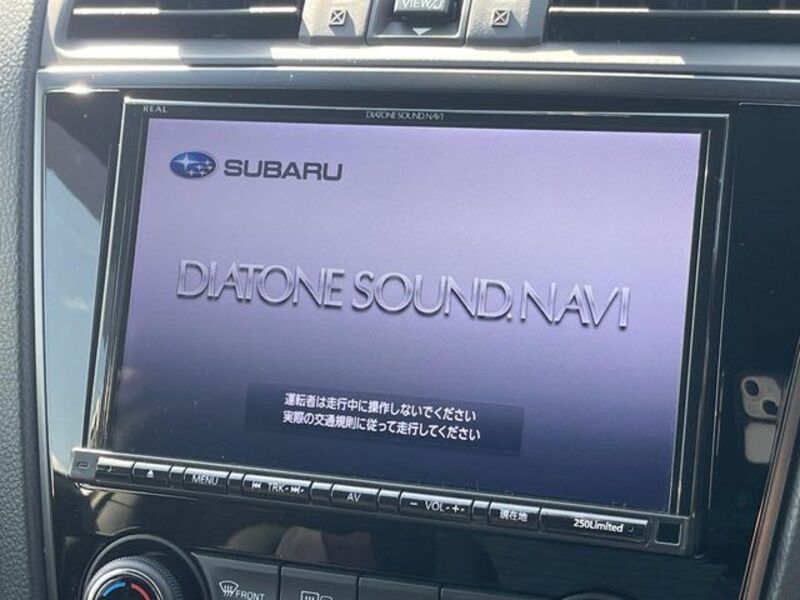 VIEW/
REAL
DIATONE SOUND.NAVI
SUBARU
DIATONE SOUND.NAVI
運転者は走行中に操作しないでください
実際の交通規則に従って走行してください
MENU
TRK
AV
− VOL +
現在地
250Limited
FRONT